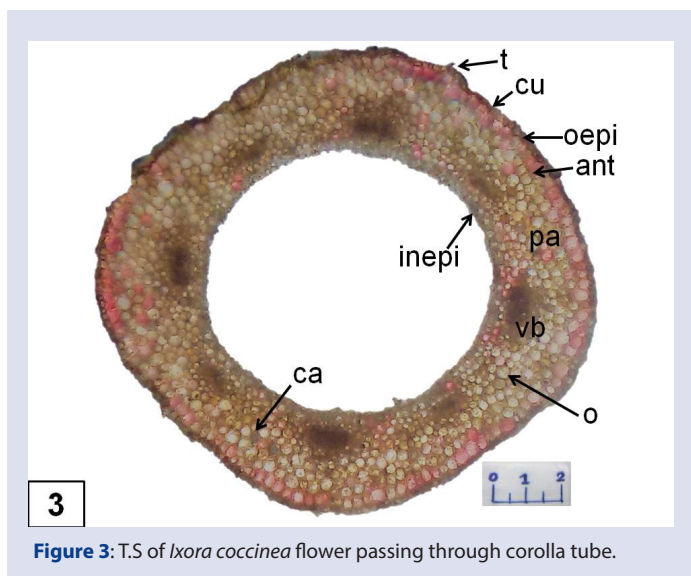 t
cu
oepi
ant
pa
inepi
vb
ca
o
0 1 2
3
Figure 3: T.S of Ixora coccinea flower passing through corolla tube.